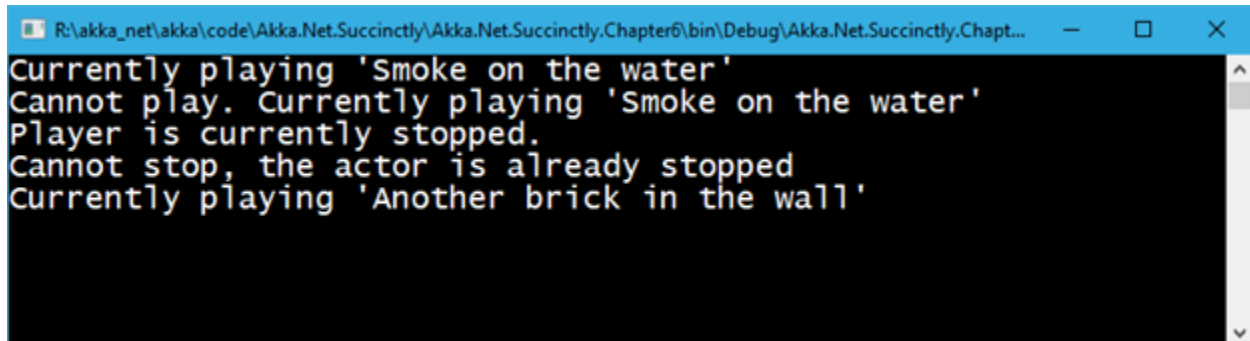 R:\akka_net\akka\code\Akka.Net.Succinctly\Akka.Net.Succinctly.Chapter6\bin\Debug\Akka.Net.Succinctly.Chapt...
Currently playing 'Smoke on the water'
Cannot play. Currently playing 'Smoke on the water'
Player is currently stopped.
Cannot stop, the actor is already stopped
Currently playing 'Another brick in the wall'